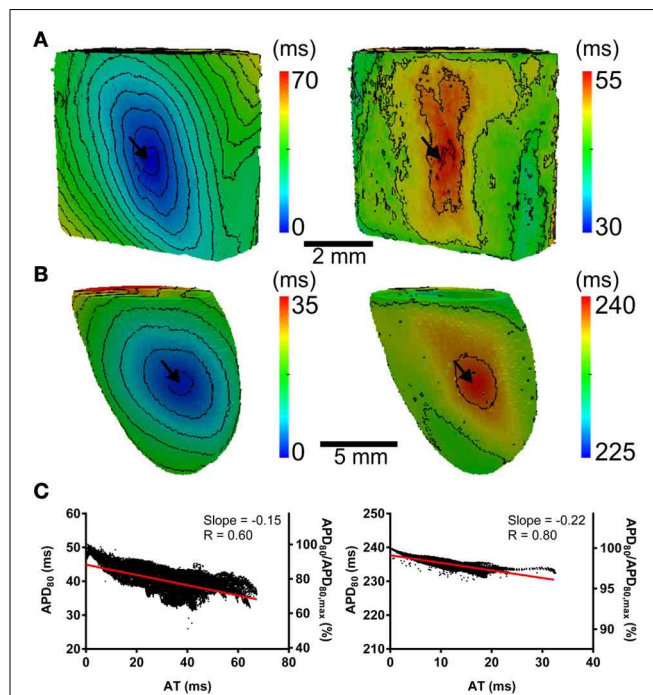 A
(ms)
70
0
(ms)
55
30
2 mm
B
(ms)
35
0
(ms)
240
225
5 mm
C
60
50
40
30
20
APD80 (ms)
Slope = -0.15
R = 0.60
100
80
60
40
APD80/APD80,max (%)
0 20 40 60 80
AT (ms)
250
240
230
220
210
APD80 (ms)
Slope = -0.22
R = 0.80
100
95
90
APD80/APD80,max (%)
0 10 20 30 40
AT (ms)